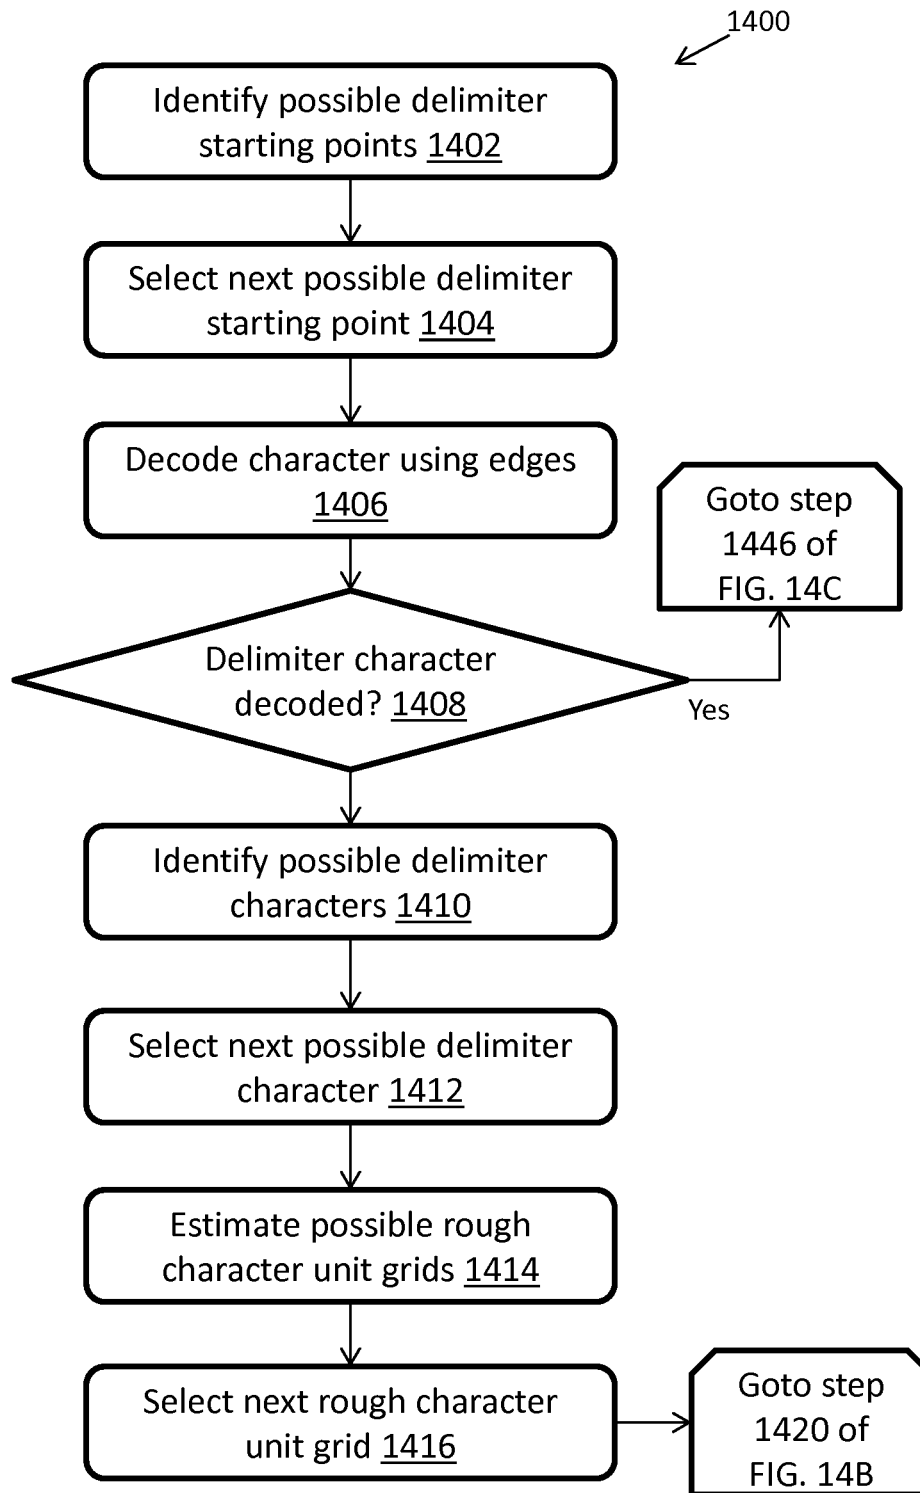 1400
Identify possible delimiter
starting points 1402
Select next possible delimiter
starting point 1404
Decode character using edges
1406
Goto step
1446 of
FIG. 14C
Delimiter character
decoded? 1408
Yes
Identify possible delimiter
characters 1410
Select next possible delimiter
character 1412
Estimate possible rough
character unit grids 1414
Select next rough character
unit grid 1416
Goto step
1420 of
FIG. 14B